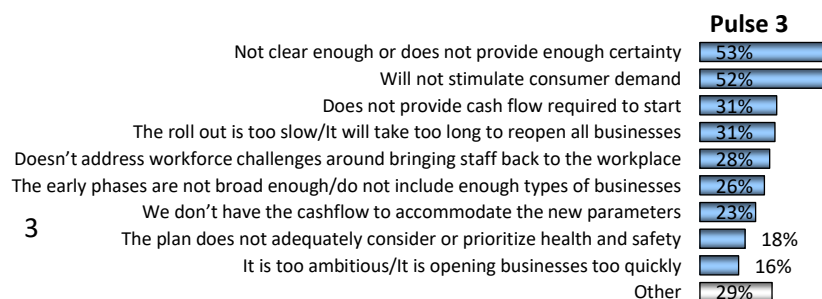 Pulse 3
Not clear enough or does not provide enough certainty 53%
Will not stimulate consumer demand 52%
Does not provide cash flow required to start 31%
The roll out is too slow/It will take too long to reopen all businesses 31%
Doesn't address workforce challenges around bringing staff back to the workplace 28%
The early phases are not broad enough/do not include enough types of businesses 26%
We don't have the cashflow to accommodate the new parameters 23%
3
The plan does not adequately consider or prioritize health and safety 18%
It is too ambitious/It is opening businesses too quickly 16%
Other 29%